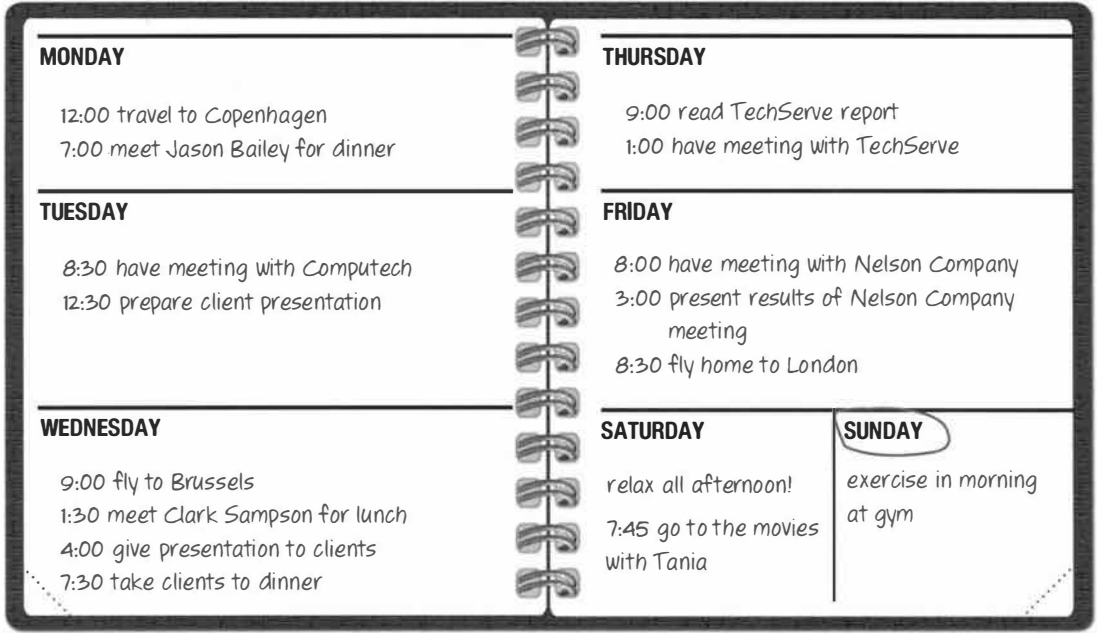 MONDAY
12:00 travel to Copenhagen
7:00 meet Jason Bailey for dinner
TUESDAY
8:30 have meeting with Computech
12:30 prepare client presentation
WEDNESDAY
9:00 fly to Brussels
1:30 meet Clark Sampson for lunch
4:00 give presentation to clients
7:30 take clients to dinner
THURSDAY
9:00 read TechServe report
1:00 have meeting with TechServe
FRIDAY
8:00 have meeting with Nelson Company
3:00 present results of Nelson Company
meeting
8:30 fly home to London
SATURDAY
relax all afternoon!
7:45 go to the movies
with Tania
SUNDAY
exercise in morning
at gym